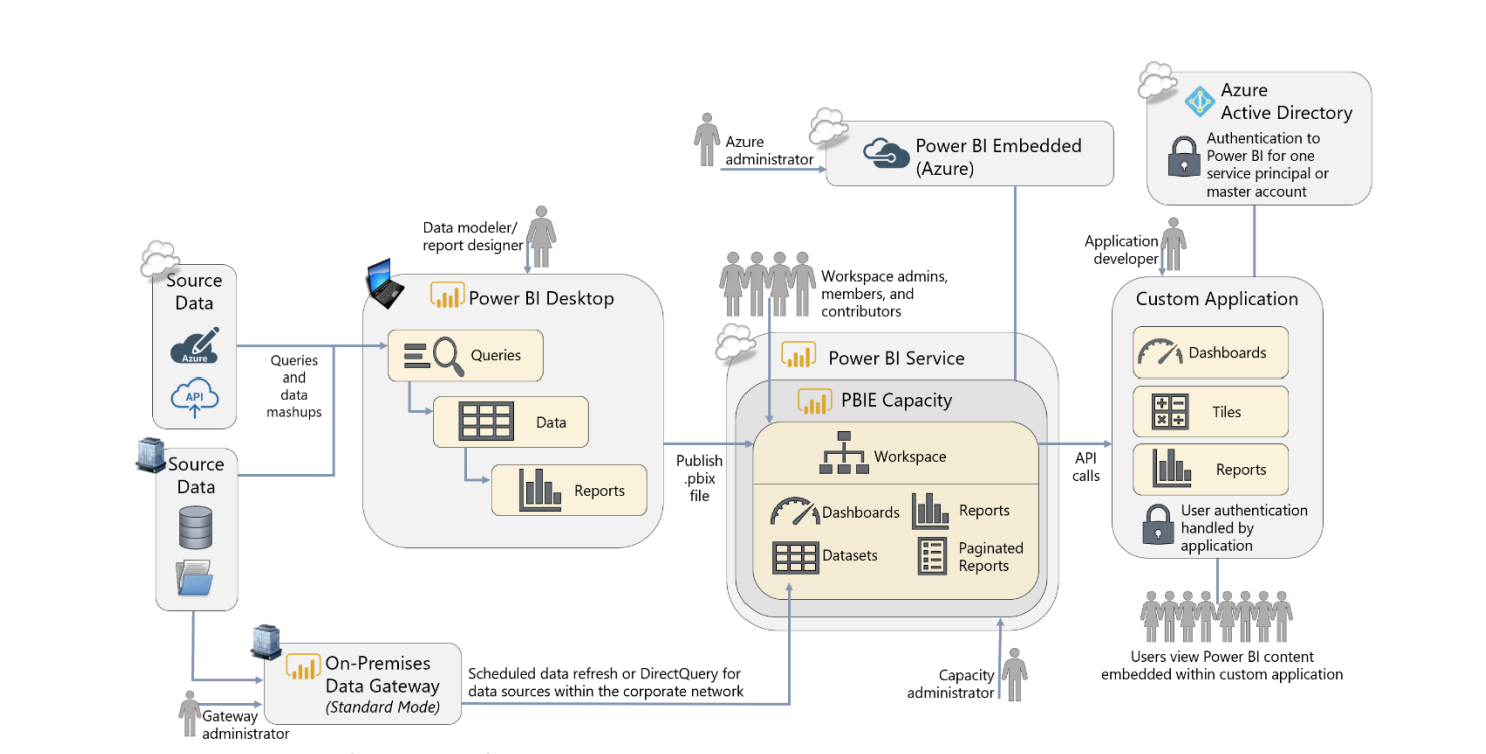 Azure
Active Directory
Authentication to
Power BI for one
service principal or
master account
Azure
administrator
Power BI Embedded
(Azure)
Data modeler/
report designer
Application
developer
Source
Data
Azure
API
Queries
and
data
mashups
Power BI Desktop
Queries
Data
Reports
Workspace admins,
members, and
contributors
Power BI Service
PBIE Capacity
Workspace
Dashboards
Reports
Datasets
Paginated
Reports
Publish
.pbix
file
API
calls
Custom Application
Dashboards
Tiles
Reports
User authentication
handled by
application
Source
Data
On-Premises
Data Gateway
(Standard Mode)
Gateway
administrator
Scheduled data refresh or DirectQuery for
data sources within the corporate network
Capacity
administrator
Users view Power BI content
embedded within custom application